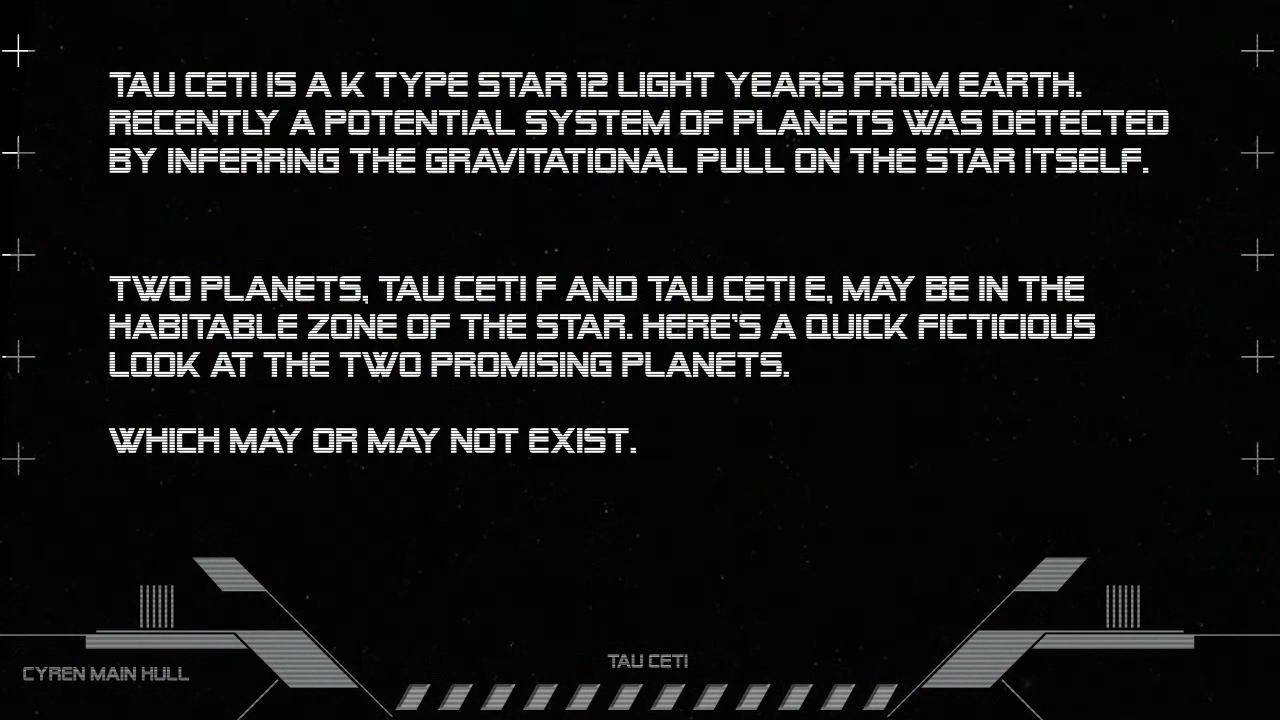 TAU CETI IS A K TYPE STAR 12 LIGHT YEARS FROM EARTH.
RECENTLY A POTENTIAL SYSTEM OF PLANETS WAS DETECTED
BY INFERRING THE GRAVITATIONAL PULL ON THE STAR ITSELF.
TWO PLANETS, TAU CETI F AND TAU CETI E, MAY BE IN THE
HABITABLE ZONE OF THE STAR. HERE'S A QUICK FICTICIOUS
LOOK AT THE TWO PROMISING PLANETS.
WHICH MAY OR MAY NOT EXIST.
TAU CETI
CYREN MAIN HULL